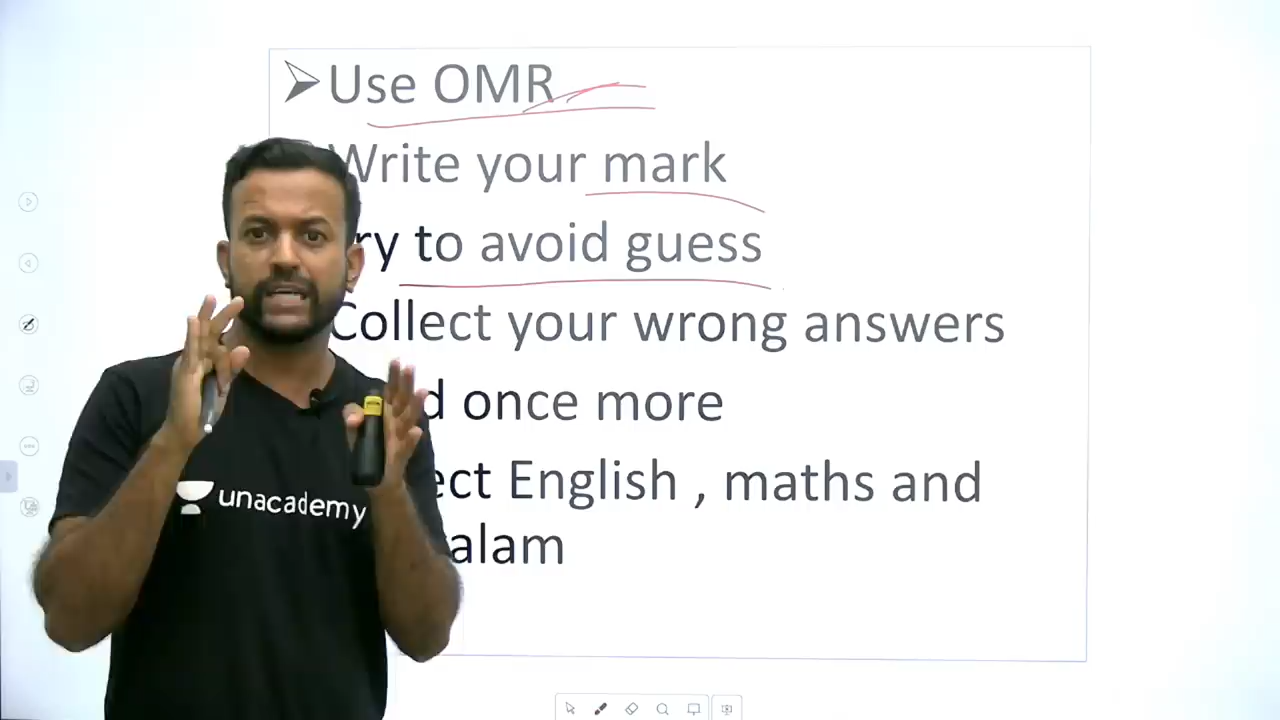 Use OMR
Write your mark
ry to avoid guess
Collect your wrong answers
d once more
ect English , maths and
alam
unacademy